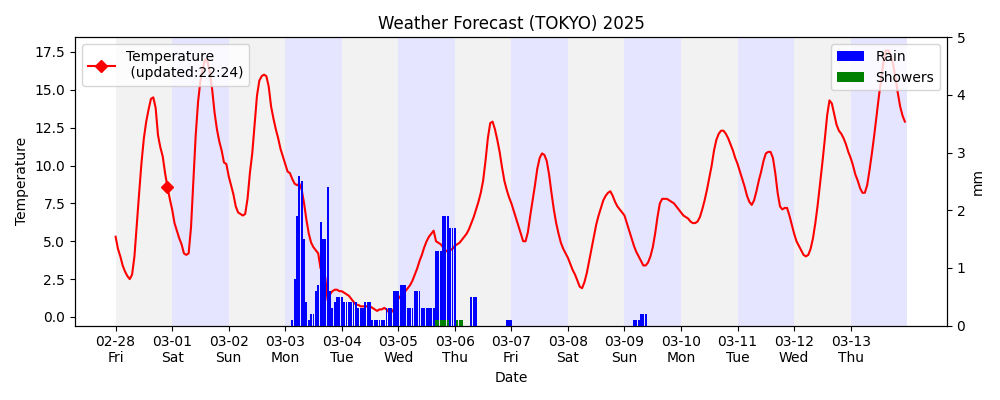 Weather Forecast (TOKYO) 2025
Temperature
(updated:22:24)
Rain
Showers
17.5
15.0
12.5
10.0
7.5
5.0
2.5
0.0
Temperature
5
4
3
2
1
0
mm
02-28 03-01 03-02 03-03 03-04 03-05 03-06 03-07 03-08 03-09 03-10 03-11 03-12 03-13
Fri Sat Sun Mon Tue Wed Thu Fri Sat Sun Mon Tue Wed Thu
Date